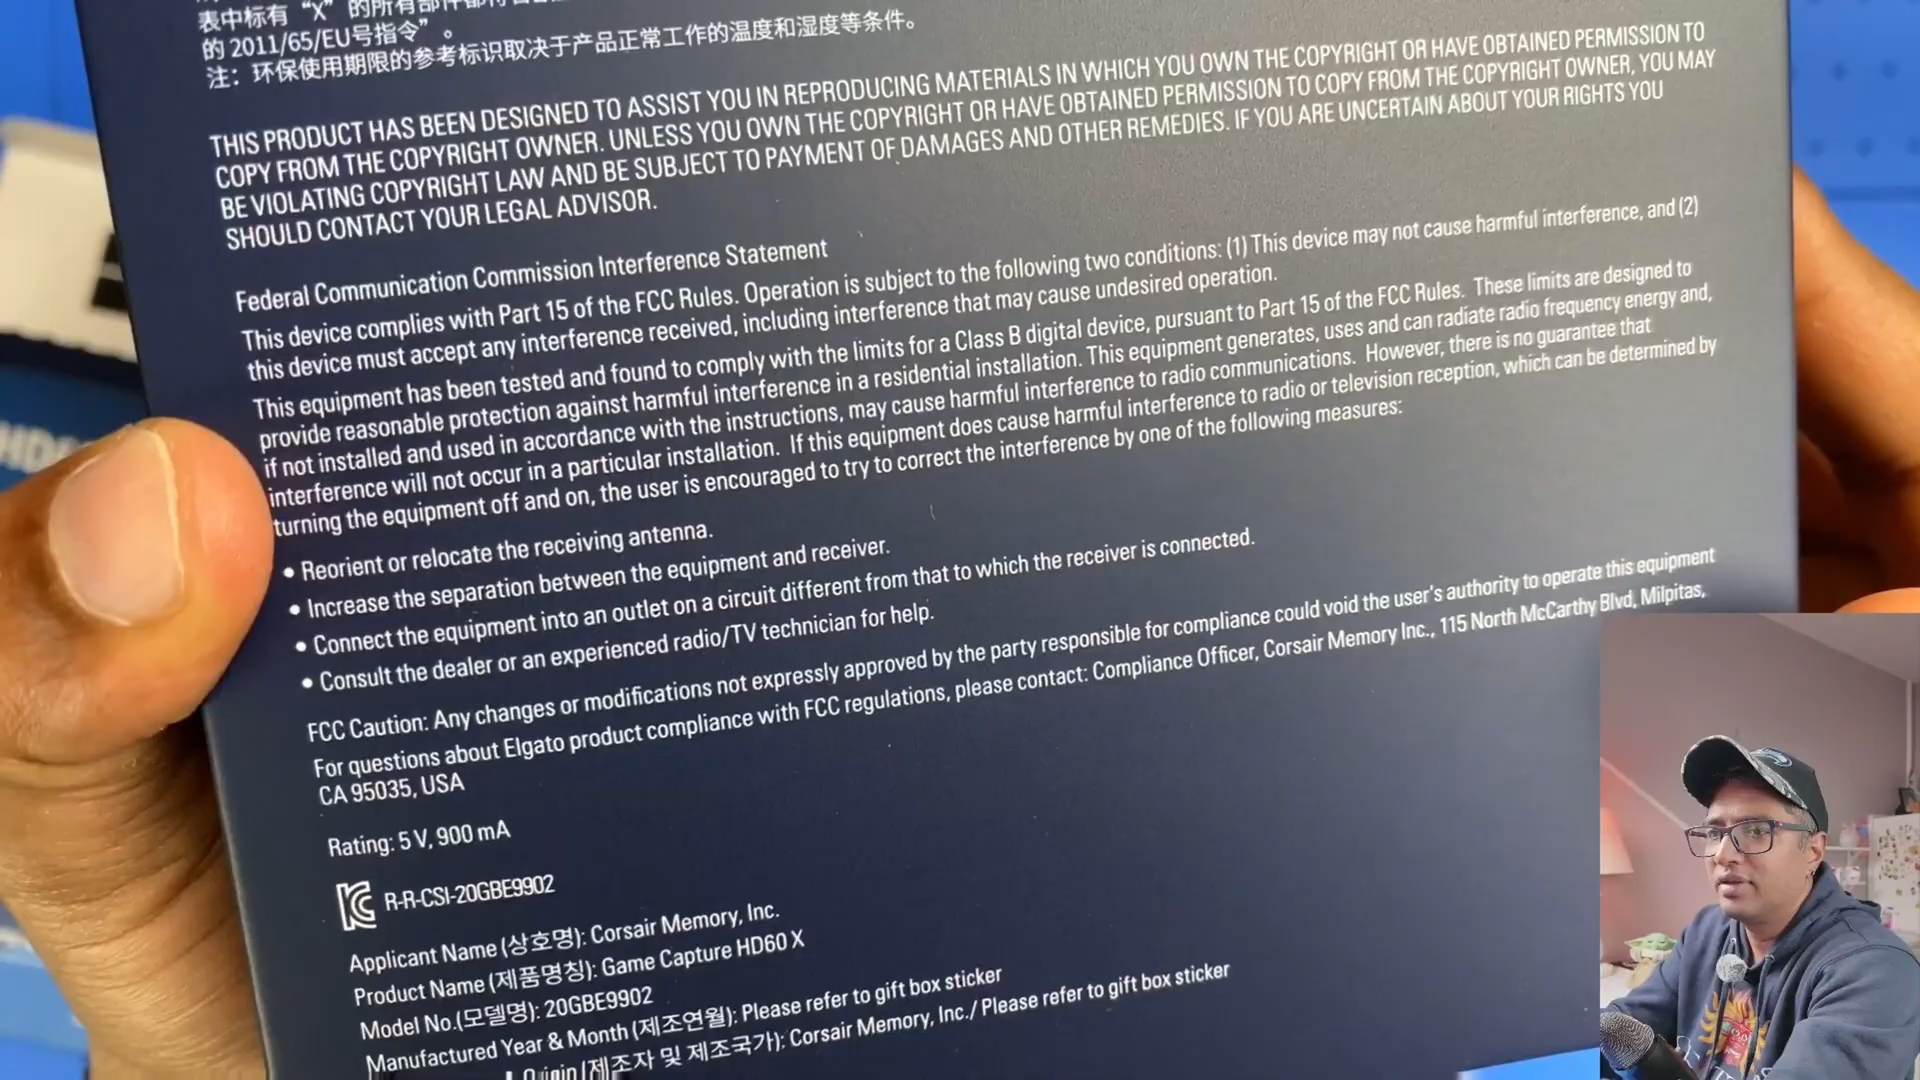 表中标有“X”的所有部件都符合
的 2011/65/EU号指令”。
注：环保使用期限的参考标识取决于产品正常工作的温度和湿度等条件。
THIS PRODUCT HAS BEEN DESIGNED TO ASSIST YOU IN REPRODUCING MATERIALS IN WHICH YOU OWN THE COPYRIGHT OR HAVE OBTAINED PERMISSION TO
COPY FROM THE COPYRIGHT OWNER. UNLESS YOU OWN THE COPYRIGHT OR HAVE OBTAINED PERMISSION TO COPY FROM THE COPYRIGHT OWNER, YOU MAY
BE VIOLATING COPYRIGHT LAW AND BE SUBJECT TO PAYMENT OF DAMAGES AND OTHER REMEDIES. IF YOU ARE UNCERTAIN ABOUT YOUR RIGHTS YOU
SHOULD CONTACT YOUR LEGAL ADVISOR.
Federal Communication Commission Interference Statement
This device complies with Part 15 of the FCC Rules. Operation is subject to the following two conditions: (1) This device may not cause harmful interference, and (2)
this device must accept any interference received, including interference that may cause undesired operation.
This equipment has been tested and found to comply with the limits for a Class B digital device, pursuant to Part 15 of the FCC Rules. These limits are designed to
provide reasonable protection against harmful interference in a residential installation. This equipment generates, uses and can radiate radio frequency energy and,
if not installed and used in accordance with the instructions, may cause harmful interference to radio communications. However, there is no guarantee that
interference will not occur in a particular installation. If this equipment does cause harmful interference to radio or television reception, which can be determined by
turning the equipment off and on, the user is encouraged to try to correct the interference by one of the following measures:
• Reorient or relocate the receiving antenna.
• Increase the separation between the equipment and receiver.
• Connect the equipment into an outlet on a circuit different from that to which the receiver is connected.
• Consult the dealer or an experienced radio/TV technician for help.
FCC Caution: Any changes or modifications not expressly approved by the party responsible for compliance could void the user's authority to operate this equipment
For questions about Elgato product compliance with FCC regulations, please contact: Compliance Officer, Corsair Memory Inc., 115 North McCarthy Blvd, Milpitas,
CA 95035, USA
Rating: 5 V, 900 mA
R-R-CSI-20GBE9902
Applicant Name (상호명): Corsair Memory, Inc.
Product Name (제품명칭): Game Capture HD60 X
Model No.(모델명): 20GBE9902
Manufactured Year & Month (제조연월): Please refer to gift box sticker
(제조자 및 제조국가): Corsair Memory, Inc./ Please refer to gift box sticker